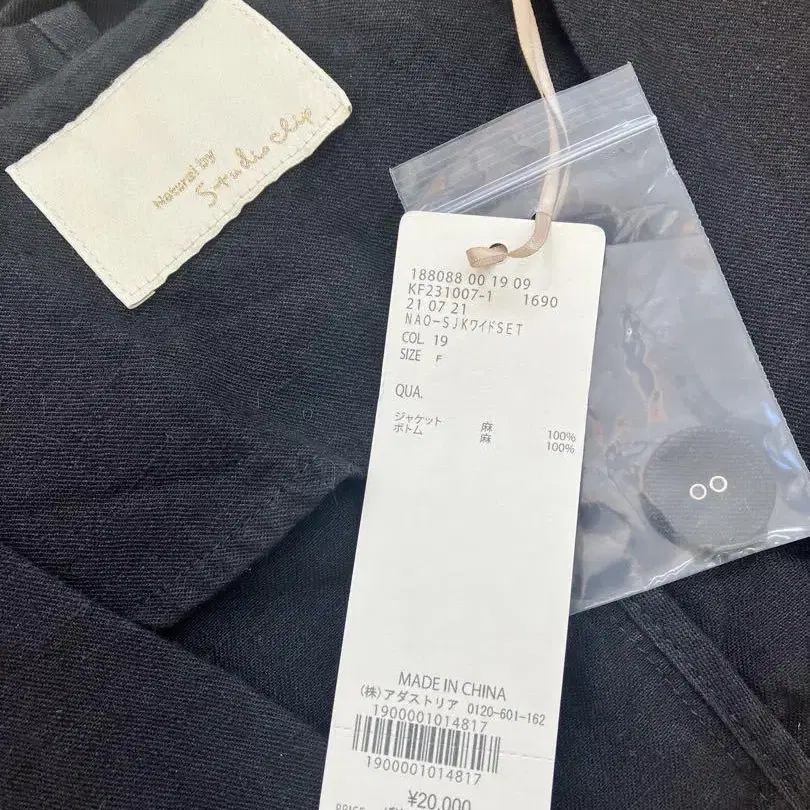 Natural by
Studio Clip
188088 00 19 09
KF231007-1 1690
21 07 21
NAO-SJKワイドSET
COL. 19
SIZE F
QUA.
ジャケット 麻 100%
ボトム 麻 100%
MADE IN CHINA
(株)アダストリア 0120-601-162
1900001014817
1900001014817
¥20,000
PRICE